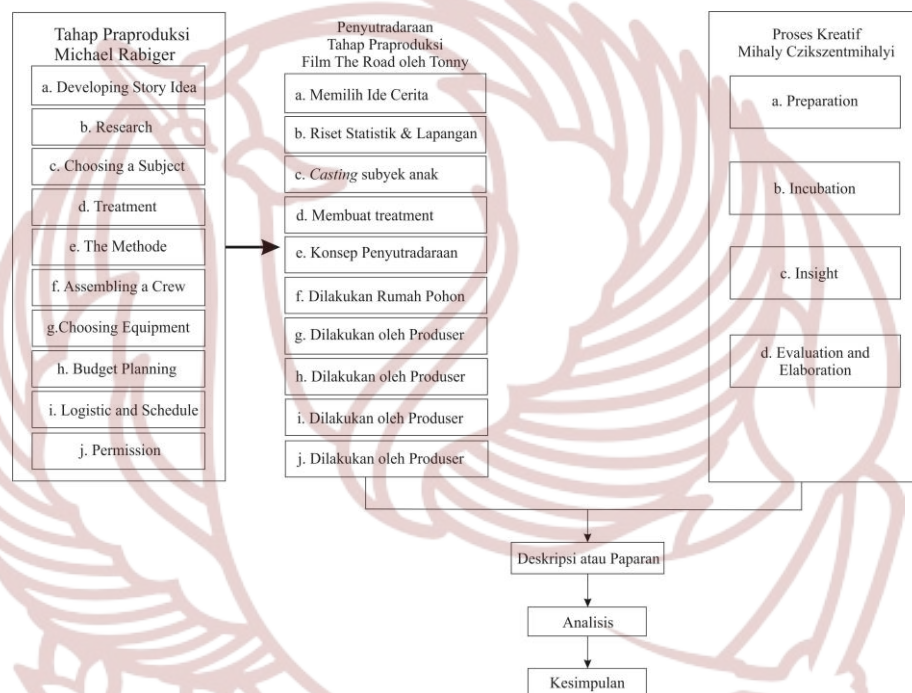 Tahap Praproduksi
Michael Rabiger
a. Developing Story Idea
b. Research
c. Choosing a Subject
d. Treatment
e. The Methode
f. Assembling a Crew
g.Choosing Equipment
h. Budget Planning
i. Logistic and Schedule
j. Permission
Penyutradaraan
Tahap Praproduksi
Film The Road oleh Tonny
a. Memilih Ide Cerita
b. Riset Statistik & Lapangan
c. Casting subyek anak
d. Membuat treatment
e. Konsep Penyutradaraan
f. Dilakukan Rumah Pohon
g. Dilakukan oleh Produser
h. Dilakukan oleh Produser
i. Dilakukan oleh Produser
j. Dilakukan oleh Produser
Proses Kreatif
Mihaly Czikszentmihalyi
a. Preparation
b. Incubation
c. Insight
d. Evaluation and
Elaboration
Deskripsi atau Paparan
Analisis
Kesimpulan